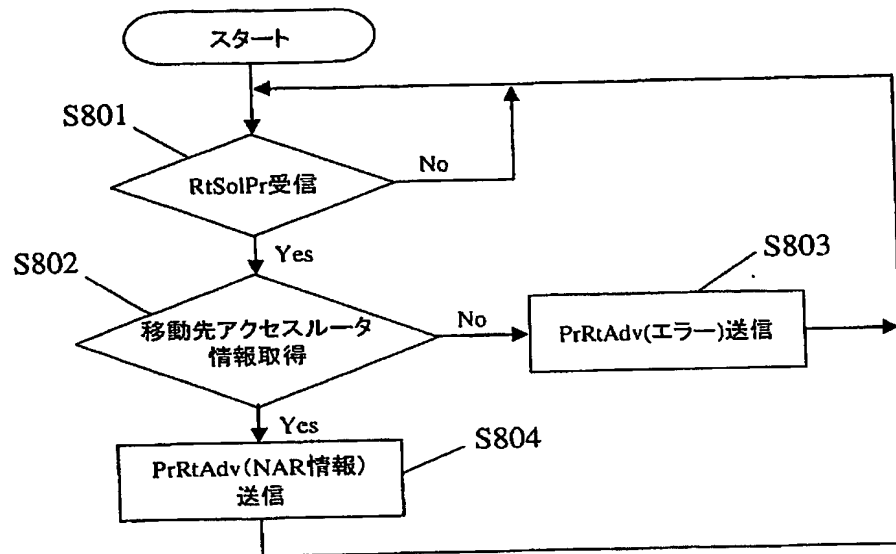 スタート
S801
RtSolPr受信
No
Yes
S802
移動先アクセスルータ
情報取得
No
S803
PrRtAdv(エラー)送信
Yes
S804
PrRtAdv(NAR情報)
送信